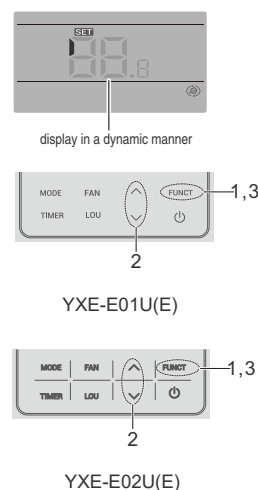 SET
88.8
display in a dynamic manner
MODE FAN FUNCT 1,3
TIMER LOU
2
YXE-E01U(E)
MODE FAN FUNCT 1,3
TIMER LOU
2
YXE-E02U(E)